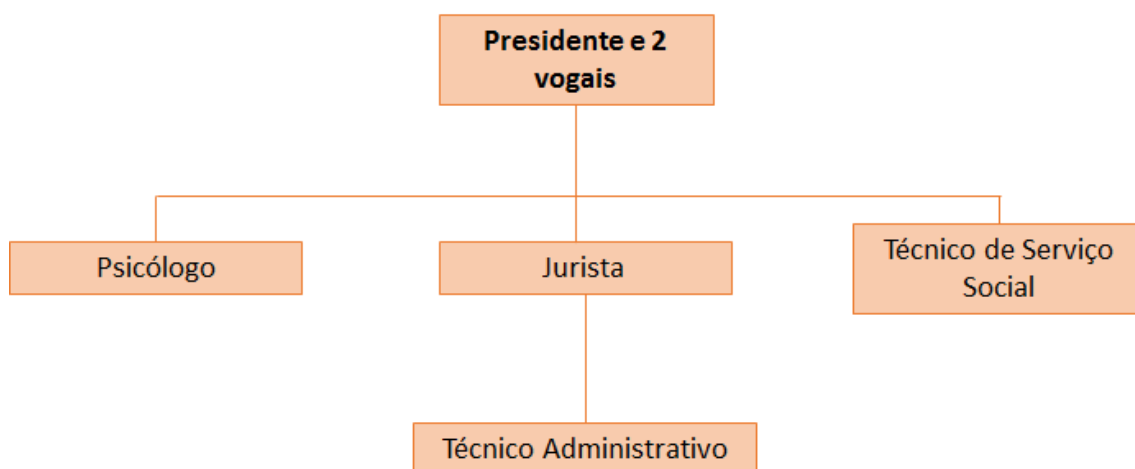 Presidente e 2
vogais
Psicólogo
Jurista
Técnico de Serviço
Social
Técnico Administrativo